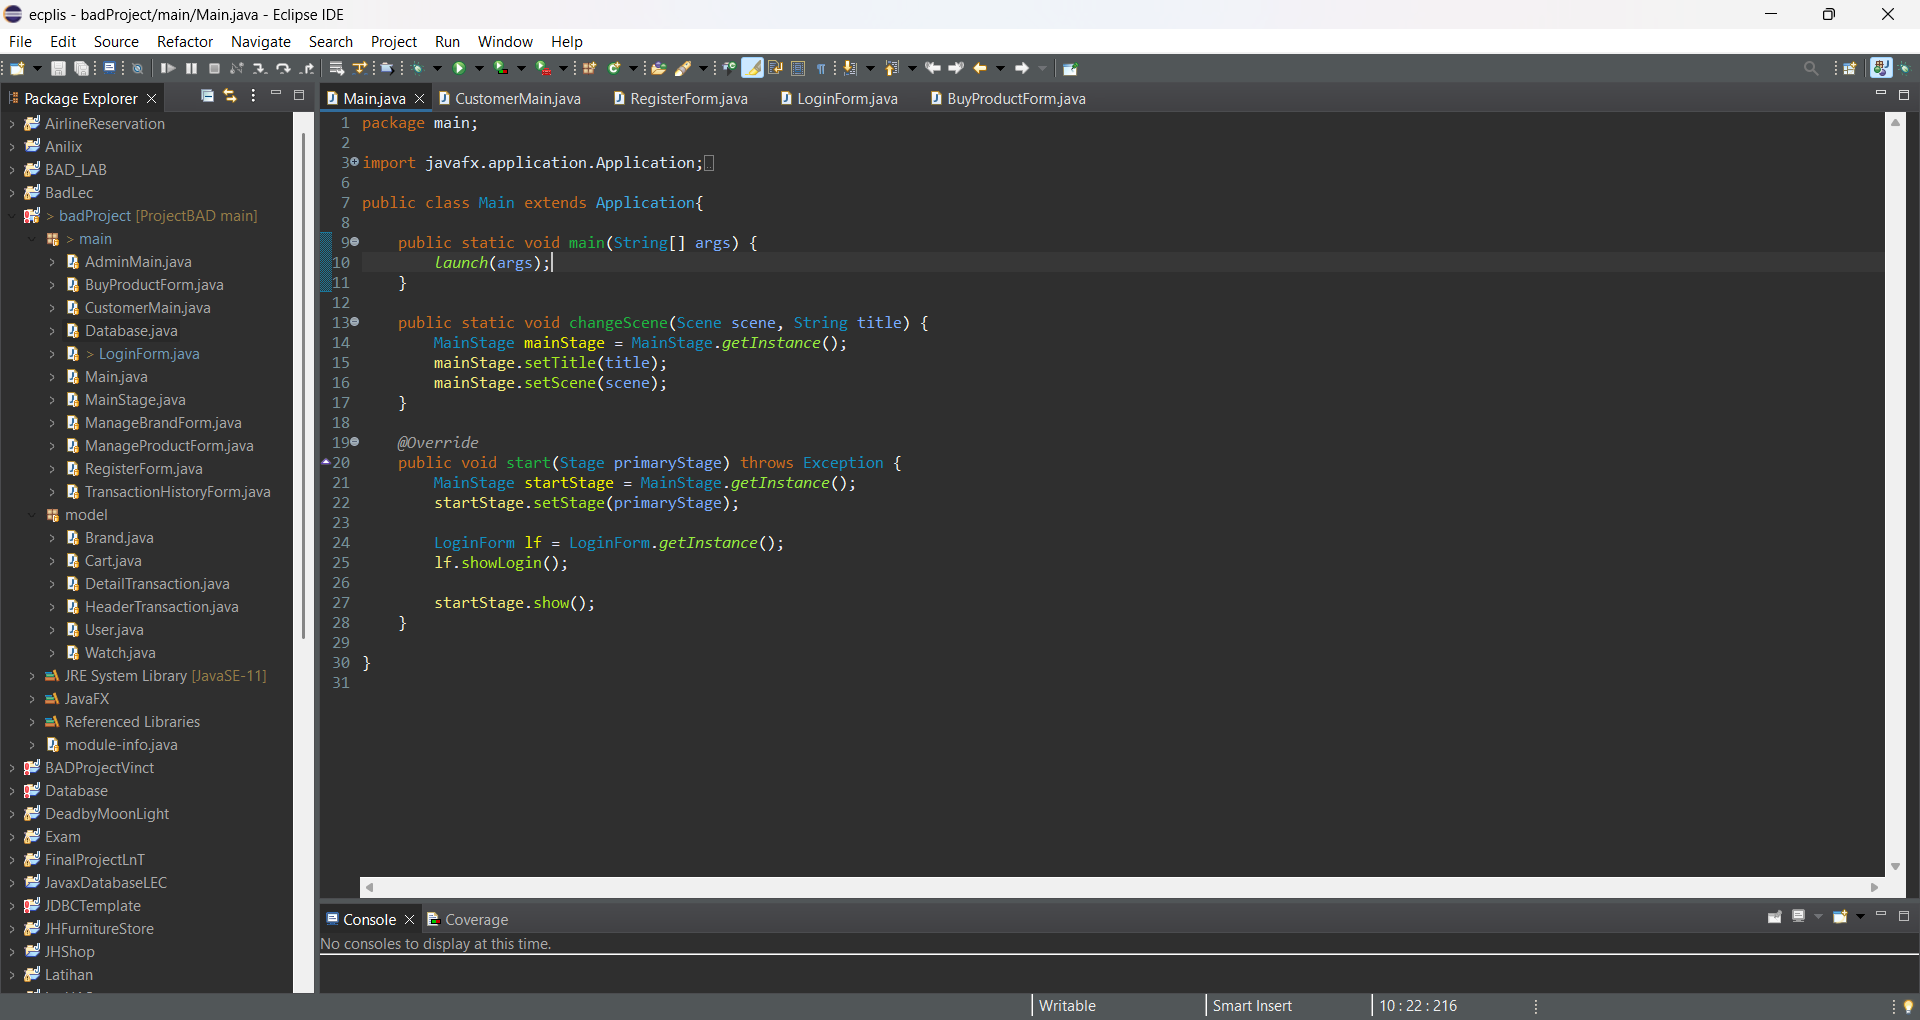 ecplis - badProject/main/Main.java - Eclipse IDE
File Edit Source Refactor Navigate Search Project Run Window Help
Package Explorer
Main.java CustomerMain.java RegisterForm.java LoginForm.java BuyProductForm.java
AirlineReservation
Anilix
BAD_LAB
BadLec
> badProject [ProjectBAD main]
> main
AdminMain.java
BuyProductForm.java
CustomerMain.java
Database.java
> LoginForm.java
Main.java
MainStage.java
ManageBrandForm.java
ManageProductForm.java
RegisterForm.java
TransactionHistoryForm.java
model
Brand.java
Cart.java
DetailTransaction.java
HeaderTransaction.java
User.java
Watch.java
JRE System Library [JavaSE-11]
JavaFX
Referenced Libraries
module-info.java
BADProjectVinct
Database
DeadbyMoonLight
Exam
FinalProjectLnT
JavaxDatabaseLEC
JDBCTemplate
JHFurnitureStore
JHShop
Latihan
1 package main;
2
3 import javafx.application.Application;
6
7 public class Main extends Application{
8
9 public static void main(String[] args) {
10 launch(args);
11 }
12
13 public static void changeScene(Scene scene, String title) {
14 MainStage mainStage = MainStage.getInstance();
15 mainStage.setTitle(title);
16 mainStage.setScene(scene);
17 }
18
19 @Override
20 public void start(Stage primaryStage) throws Exception {
21 MainStage startStage = MainStage.getInstance();
22 startStage.setStage(primaryStage);
23
24 LoginForm lf = LoginForm.getInstance();
25 lf.showLogin();
26
27 startStage.show();
28 }
29
30 }
31
Console Coverage
No consoles to display at this time.
Writable Smart Insert 10 : 22 : 216